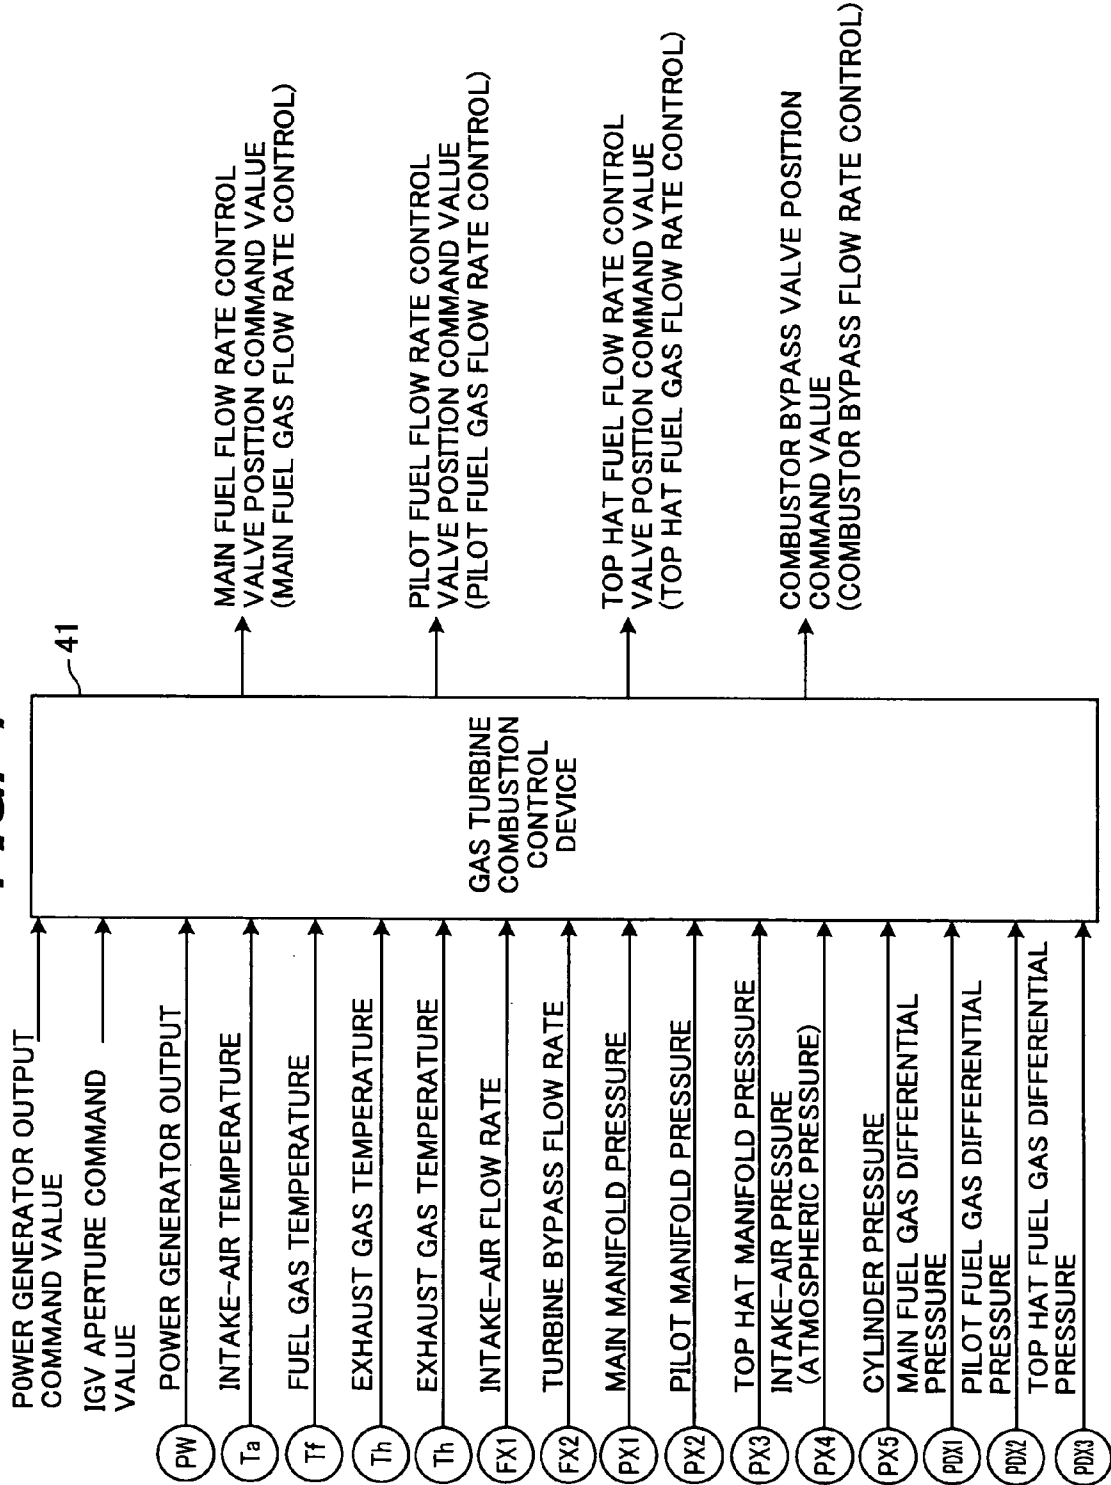 FIG.
POWER GENERATOR OUTPUT
COMMAND VALUE
IGV APERTURE COMMAND
VALUE
PW
POWER GENERATOR OUTPUT
Ta
INTAKE-AIR TEMPERATURE
Tf
FUEL GAS TEMPERATURE
Th
EXHAUST GAS TEMPERATURE
Th
EXHAUST GAS TEMPERATURE
FX1
INTAKE-AIR FLOW RATE
FX2
TURBINE BYPASS FLOW RATE
PX1
MAIN MANIFOLD PRESSURE
PX2
PILOT MANIFOLD PRESSURE
PX3
TOP HAT MANIFOLD PRESSURE
PX4
INTAKE-AIR PRESSURE
(ATMOSPHERIC PRESSURE)
PX5
CYLINDER PRESSURE
PDX1
MAIN FUEL GAS DIFFERENTIAL
PRESSURE
PDX2
PILOT FUEL GAS DIFFERENTIAL
PRESSURE
PDX3
TOP HAT FUEL GAS DIFFERENTIAL
PRESSURE
41
GAS TURBINE
COMBUSTION
CONTROL
DEVICE
MAIN FUEL FLOW RATE CONTROL
VALVE POSITION COMMAND VALUE
(MAIN FUEL GAS FLOW RATE CONTROL)
PILOT FUEL FLOW RATE CONTROL
VALVE POSITION COMMAND VALUE
(PILOT FUEL GAS FLOW RATE CONTROL)
TOP HAT FUEL FLOW RATE CONTROL
VALVE POSITION COMMAND VALUE
(TOP HAT FUEL GAS FLOW RATE CONTROL)
COMBUSTOR BYPASS VALVE POSITION
COMMAND VALUE
(COMBUSTOR BYPASS FLOW RATE CONTROL)